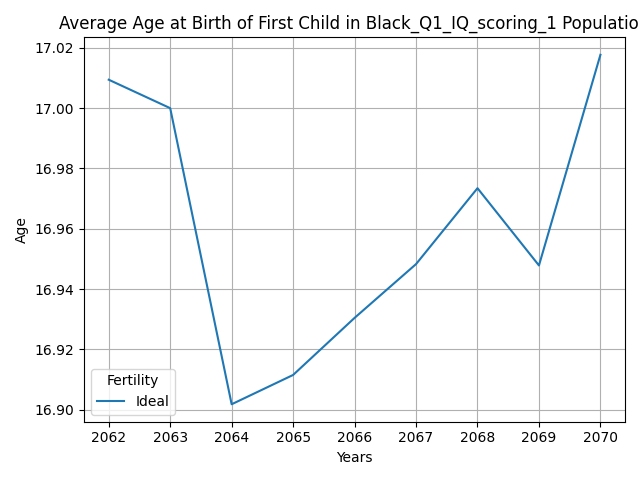 Average Age at Birth of First Child in Black_Q1_IQ_scoring_1 Populatio
17.02
17.00
16.98
16.96
16.94
16.92
16.90
Age
Fertility
Ideal
2062 2063 2064 2065 2066 2067 2068 2069 2070
Years